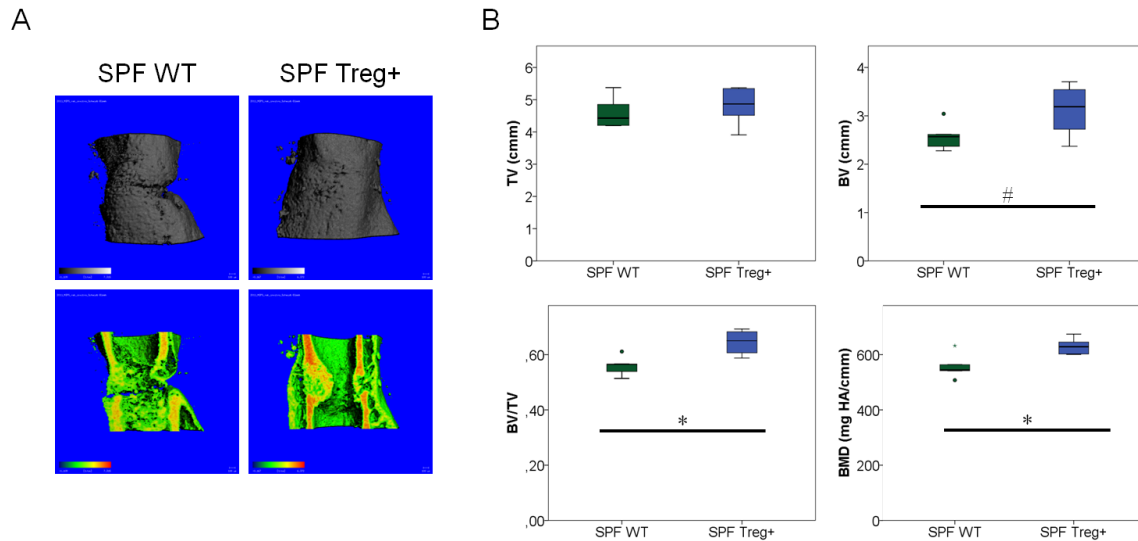 A
B
SPF WT
SPF Treg+
TV (cmm)
6
5
4
3
2
1
0
SPF WT
SPF Treg+
BV (cmm)
4
3
2
1
0
#
SPF WT
SPF Treg+
BV/TV
,60
,40
,20
,00
*
SPF WT
SPF Treg+
BMD (mg HA/cmm)
600
400
200
0
*
SPF WT
SPF Treg+